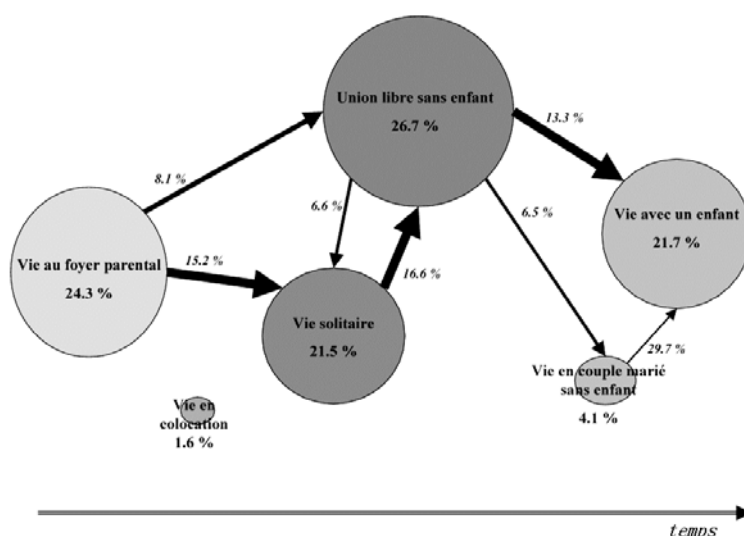 Union libre sans enfant
26.7 %
13.3 %
8.1 %
6.6 %
6.5 %
Vie avec un enfant
21.7 %
Vie au foyer parental
24.3 %
15.2 %
16.6 %
Vie solitaire
21.5 %
29.7 %
Vie en couple marié
sans enfant
4.1 %
Vie en
colocation
1.6 %
temps